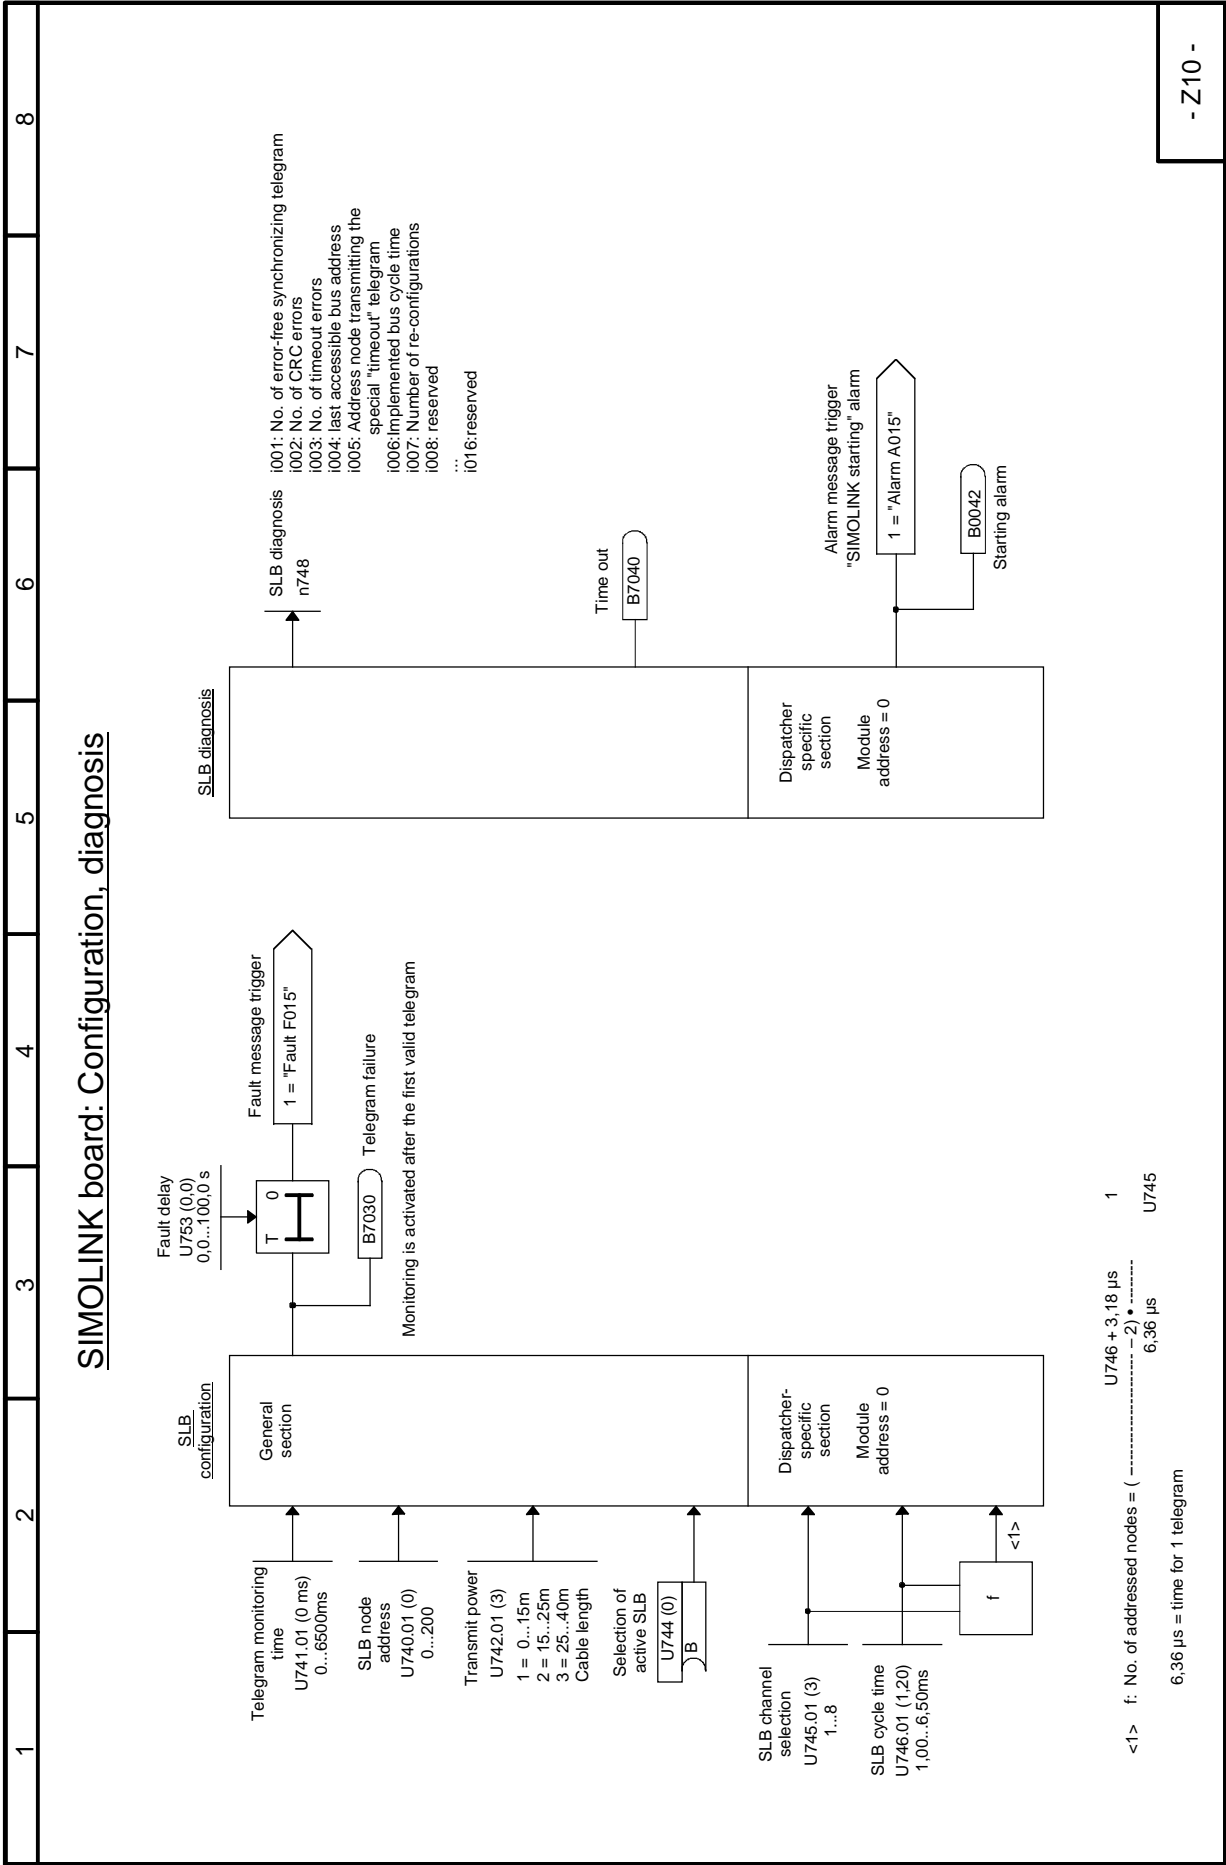 1 2 3 4 5 6 7 8
SIMOLINK board: Configuration, diagnosis
Telegram monitoring
time
U741.01 (0 ms)
0...6500ms
SLB node
address
U740.01 (0)
0...200
Transmit power
U742.01 (3)
1 = 0...15m
2 = 15...25m
3 = 25...40m
Cable length
Selection of
active SLB
U744 (0)
B
SLB channel
selection
U745.01 (3)
1...8
SLB cycle time
U746.01 (1,20)
1,00...6,50ms
f
<1>
SLB
configuration
General
section
Dispatcher-
specific
section
Module
address = 0
Fault delay
U753 (0,0)
0,0...100,0 s
T 0
Fault message trigger
1 = "Fault F015"
B7030
Telegram failure
Monitoring is activated after the first valid telegram
SLB diagnosis
Dispatcher
specific
section
Module
address = 0
SLB diagnosis
n748
i001: No. of error-free synchronizing telegram
i002: No. of CRC errors
i003: No. of timeout errors
i004: last accessible bus address
i005: Address node transmitting the
special "timeout" telegram
i006:Implemented bus cycle time
i007: Number of re-configurations
i008: reserved
...
i016:reserved
Time out
B7040
Alarm message trigger
"SIMOLINK starting" alarm
1 = "Alarm A015"
B0042
Starting alarm
U746 + 3,18 µs 1
<1> f: No. of addressed nodes = ( ---------------------- – 2) • --------
6,36 µs U745
6,36 µs = time for 1 telegram
- Z10 -